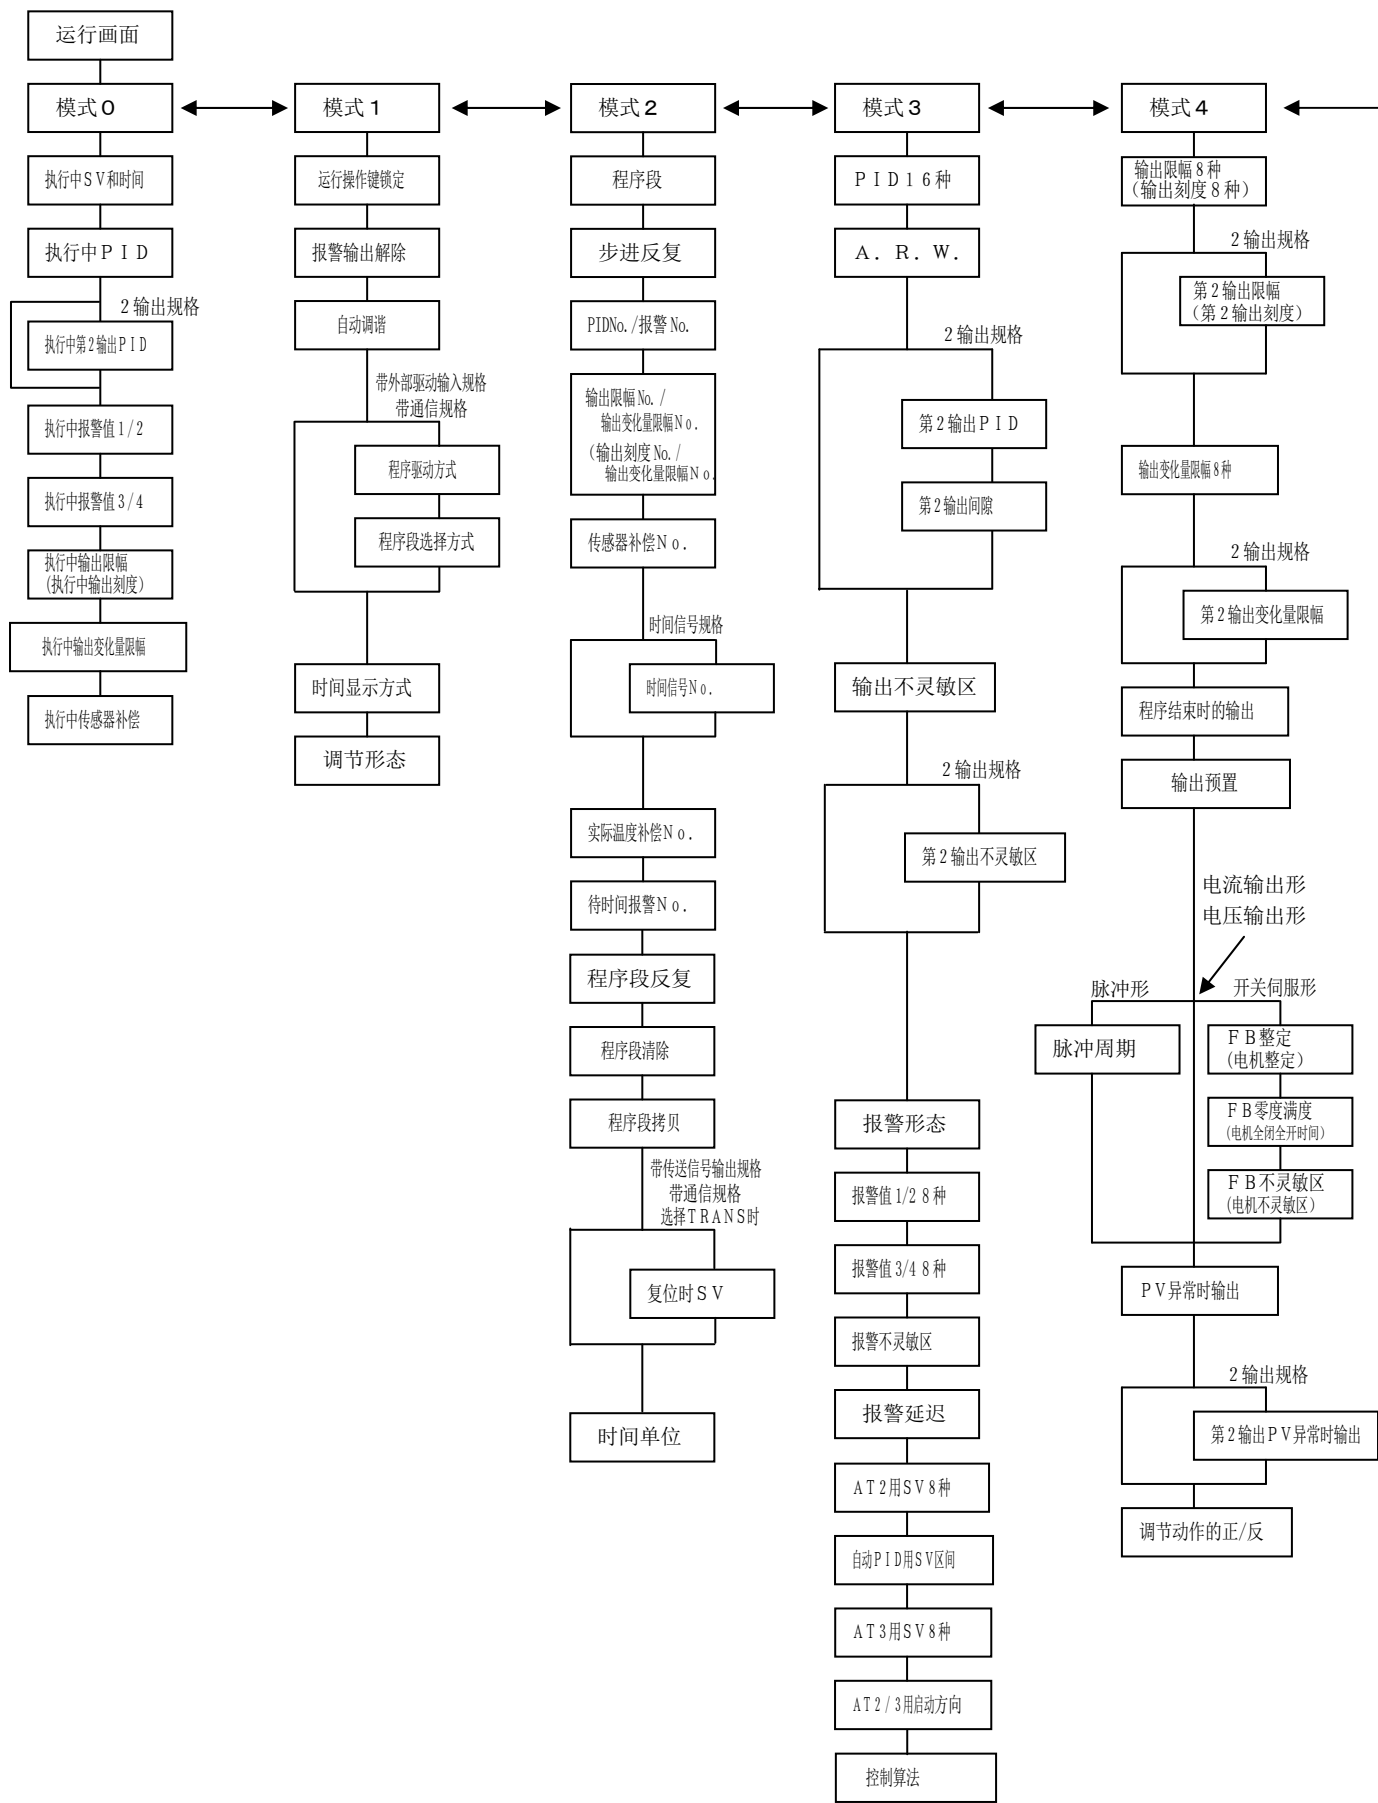 运行画面
模式0
执行中SV和时间
执行中PID
2输出规格
执行中第2输出PID
执行中报警值1/2
执行中报警值3/4
执行中输出限幅
(执行中输出刻度)
执行中输出变化量限幅
执行中传感器补偿
模式1
运行操作键锁定
报警输出解除
自动调谐
带外部驱动输入规格
带通信规格
程序驱动方式
程序段选择方式
时间显示方式
调节形态
模式2
程序段
步进反复
PIDNo./报警No.
输出限幅No./
输出变化量限幅No.
(输出刻度No./
输出变化量限幅No.
传感器补偿No.
时间信号规格
时间信号No.
实际温度补偿No.
待时间报警No.
程序段反复
程序段清除
程序段拷贝
带传送信号输出规格
带通信规格
选择TRANS时
复位时SV
时间单位
模式3
PID16种
A.R.W.
2输出规格
第2输出PID
第2输出间隙
输出不灵敏区
2输出规格
第2输出不灵敏区
报警形态
报警值1/2 8种
报警值3/4 8种
报警不灵敏区
报警延迟
AT2用SV8种
自动PID用SV区间
AT3用SV8种
AT2/3用启动方向
控制算法
模式4
输出限幅8种
(输出刻度8种)
2输出规格
第2输出限幅
(第2输出刻度)
输出变化量限幅8种
2输出规格
第2输出变化量限幅
程序结束时的输出
输出预置
电流输出形
电压输出形
脉冲形
开关伺服形
脉冲周期
FB整定
(电机整定)
FB零度满度
(电机全闭全开时间)
FB不灵敏区
(电机不灵敏区)
PV异常时输出
2输出规格
第2输出PV异常时输出
调节动作的正/反